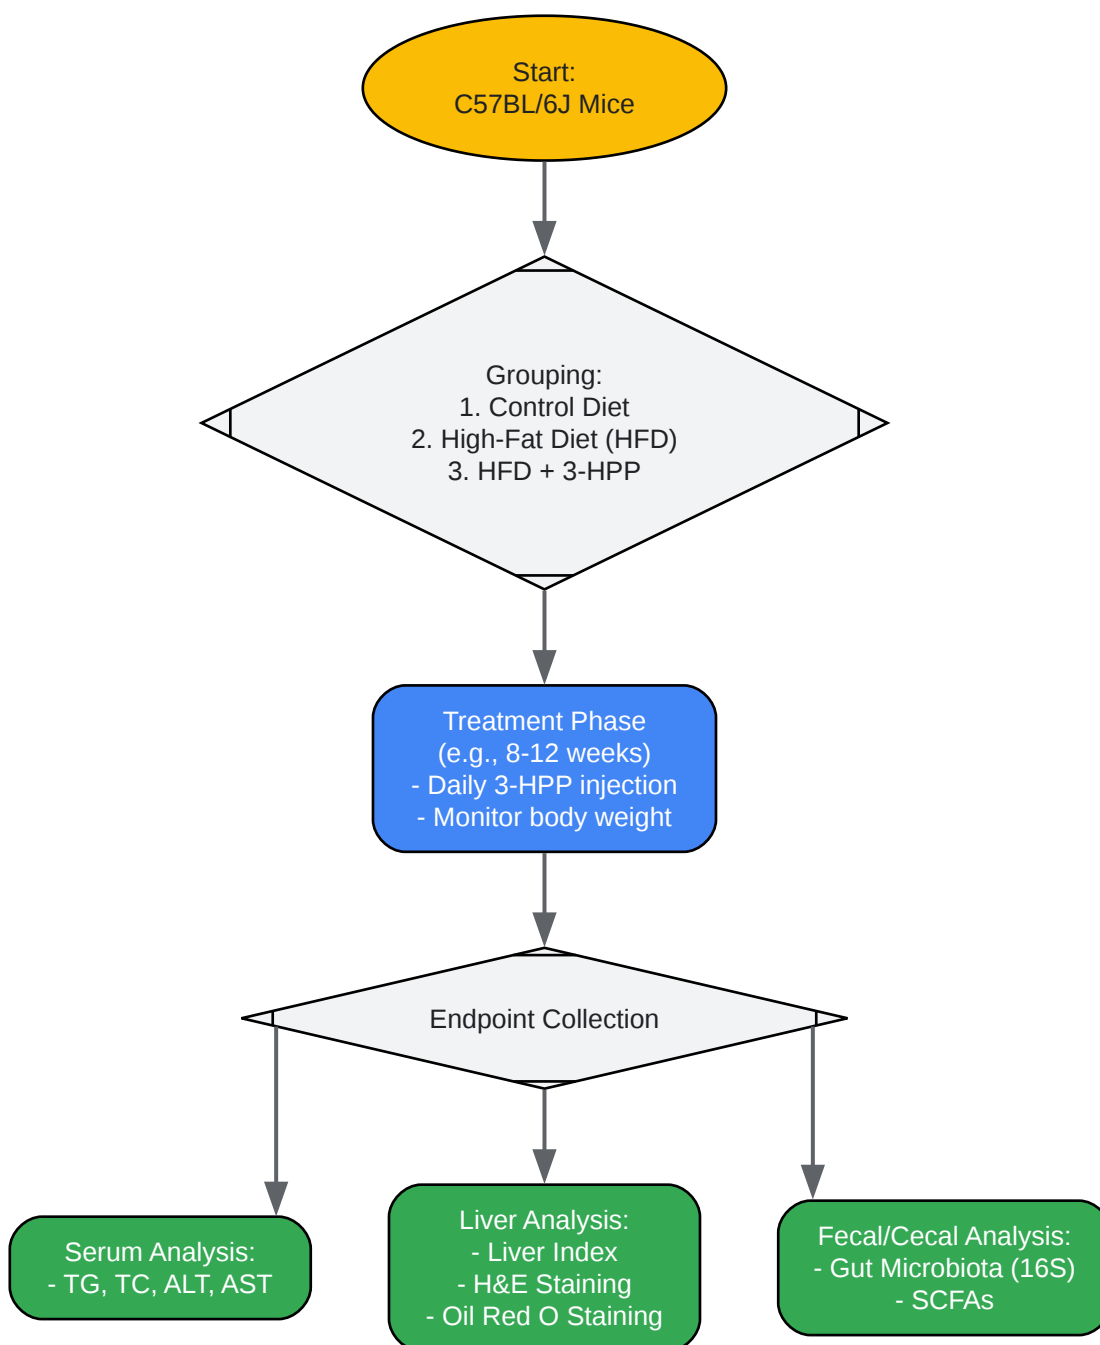 Start:
C57BL/6J Mice
Grouping:
1. Control Diet
2. High-Fat Diet (HFD)
3. HFD + 3-HPP
Treatment Phase
(e.g., 8-12 weeks)
- Daily 3-HPP injection
- Monitor body weight
Endpoint Collection
Serum Analysis:
- TG, TC, ALT, AST
Liver Analysis:
- Liver Index
- H&E Staining
- Oil Red O Staining
Fecal/Cecal Analysis:
- Gut Microbiota (16S)
- SCFAs